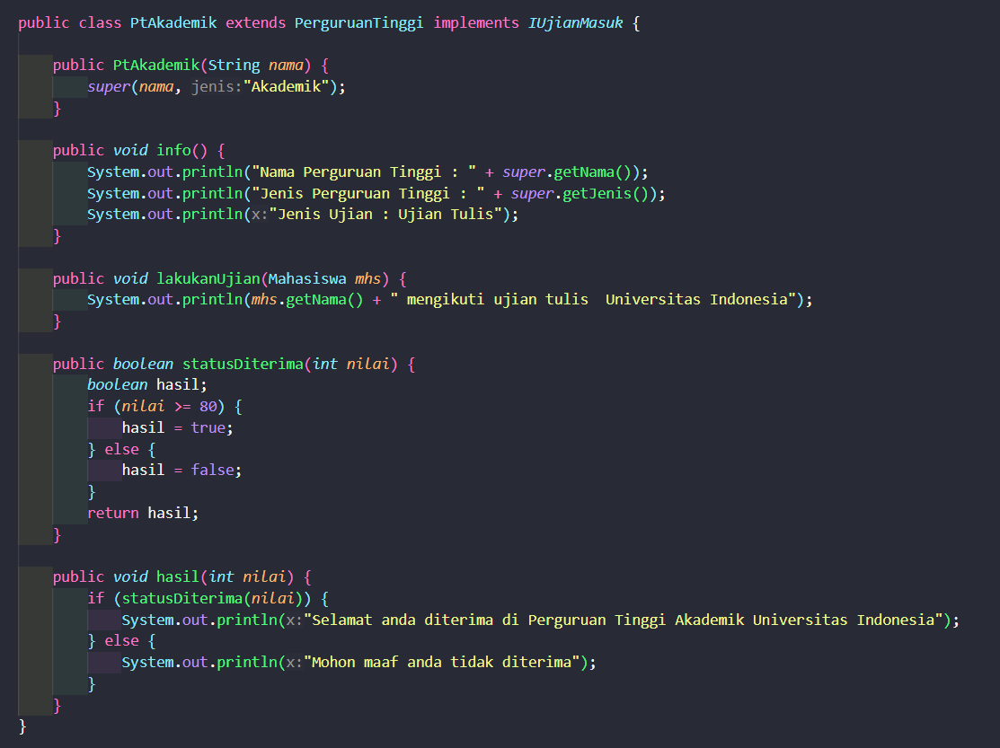 public class PtAkademik extends PerguruanTinggi implements IUjianMasuk {
public PtAkademik(String nama) {
super(nama, jenis:"Akademik");
}
public void info() {
System.out.println("Nama Perguruan Tinggi : " + super.getNama());
System.out.println("Jenis Perguruan Tinggi : " + super.getJenis());
System.out.println(x:"Jenis Ujian : Ujian Tulis");
}
public void lakukanUjian(Mahasiswa mhs) {
System.out.println(mhs.getNama() + " mengikuti ujian tulis  Universitas Indonesia");
}
public boolean statusDiterima(int nilai) {
boolean hasil;
if (nilai >= 80) {
hasil = true;
} else {
hasil = false;
}
return hasil;
}
public void hasil(int nilai) {
if (statusDiterima(nilai)) {
System.out.println(x:"Selamat anda diterima di Perguruan Tinggi Akademik Universitas Indonesia");
} else {
System.out.println(x:"Mohon maaf anda tidak diterima");
}
}
}